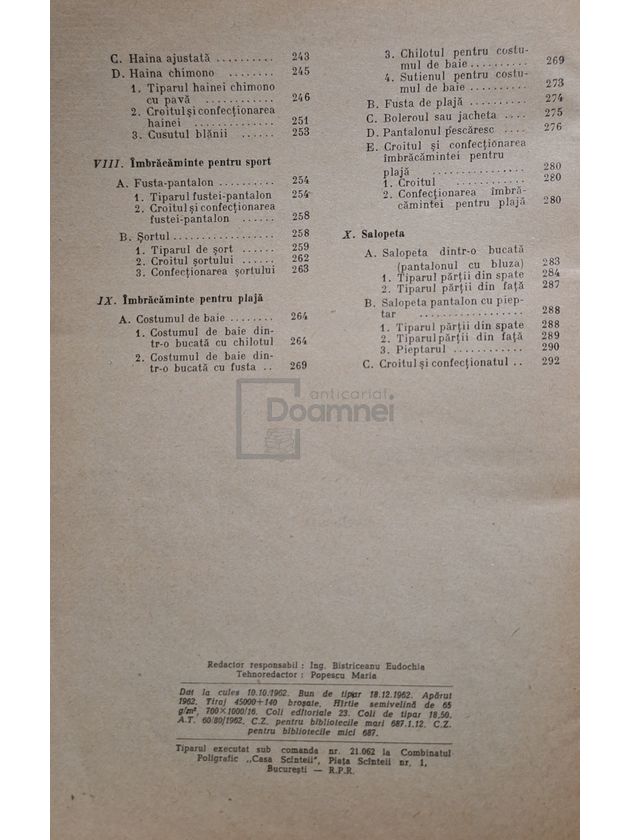 C. Haina ajustată .......... 243
D. Haina chimono ........ 245
1. Tiparul hainei chimono
cu pavă ............ 246
2. Croitul și confecționarea
hainei .............. 251
3. Cusutul blănii ...... 253
VIII. Îmbrăcăminte pentru sport
A. Fusta-pantalon .......... 254
1. Tiparul fustei-pantalon 254
2. Croitul și confecționarea
fustei-pantalon ...... 258
B. Șortul .................. 258
1. Tiparul de șort ...... 259
2. Croitul șortului ...... 262
3. Confecționarea șortului 263
IX. Îmbrăcăminte pentru plajă
A. Costumul de baie ........ 264
1. Costumul de baie din-
tr-o bucată cu chilotul 264
2. Costumul de baie din-
tr-o bucată cu fusta .. 269
3. Chilotul pentru costu-
mul de baie .......... 269
4. Sutienul pentru costu-
mul de baie .......... 273
B. Fusta de plajă .......... 274
C. Boleroul sau jacheta .... 275
D. Pantalonul pescăresc .... 276
E. Croitul și confecționarea
îmbrăcămintei pentru
plajă ................ 280
1. Croitul ............ 280
2. Confecționarea îmbră-
cămintei pentru plajă 280
X. Salopeta
A. Salopeta dintr-o bucată
(pantalonul cu bluza) 283
1. Tiparul părții din spate 284
2. Tiparul părții din față 287
B. Salopeta pantalon cu piep-
tar .................. 288
1. Tiparul părții din spate 288
2. Tiparul părții din față 289
3. Pieptarul ............ 290
C. Croitul și confecționatul .. 292
anticariat
Doamnei
Redactor responsabil : Ing. Bistriceanu Eudochia
Tehnoredactor : Popescu Maria
Dat la cules 10.10.1962. Bun de tipar 18.12.1962. Apărut
1962. Tiraj 45000+140 broșate. Hîrtie semivelină de 65
g/m², 700×1000/16. Coli editoriale 23. Coli de tipar 18,50.
A.T. 60/80/1962. C.Z. pentru bibliotecile mari 687.1.12. C.Z.
pentru bibliotecile mici 687.
Tiparul executat sub comanda nr. 21.062 la Combinatul
Poligrafic „Casa Scînteii”, Piața Scînteii nr. 1,
București — R.P.R.